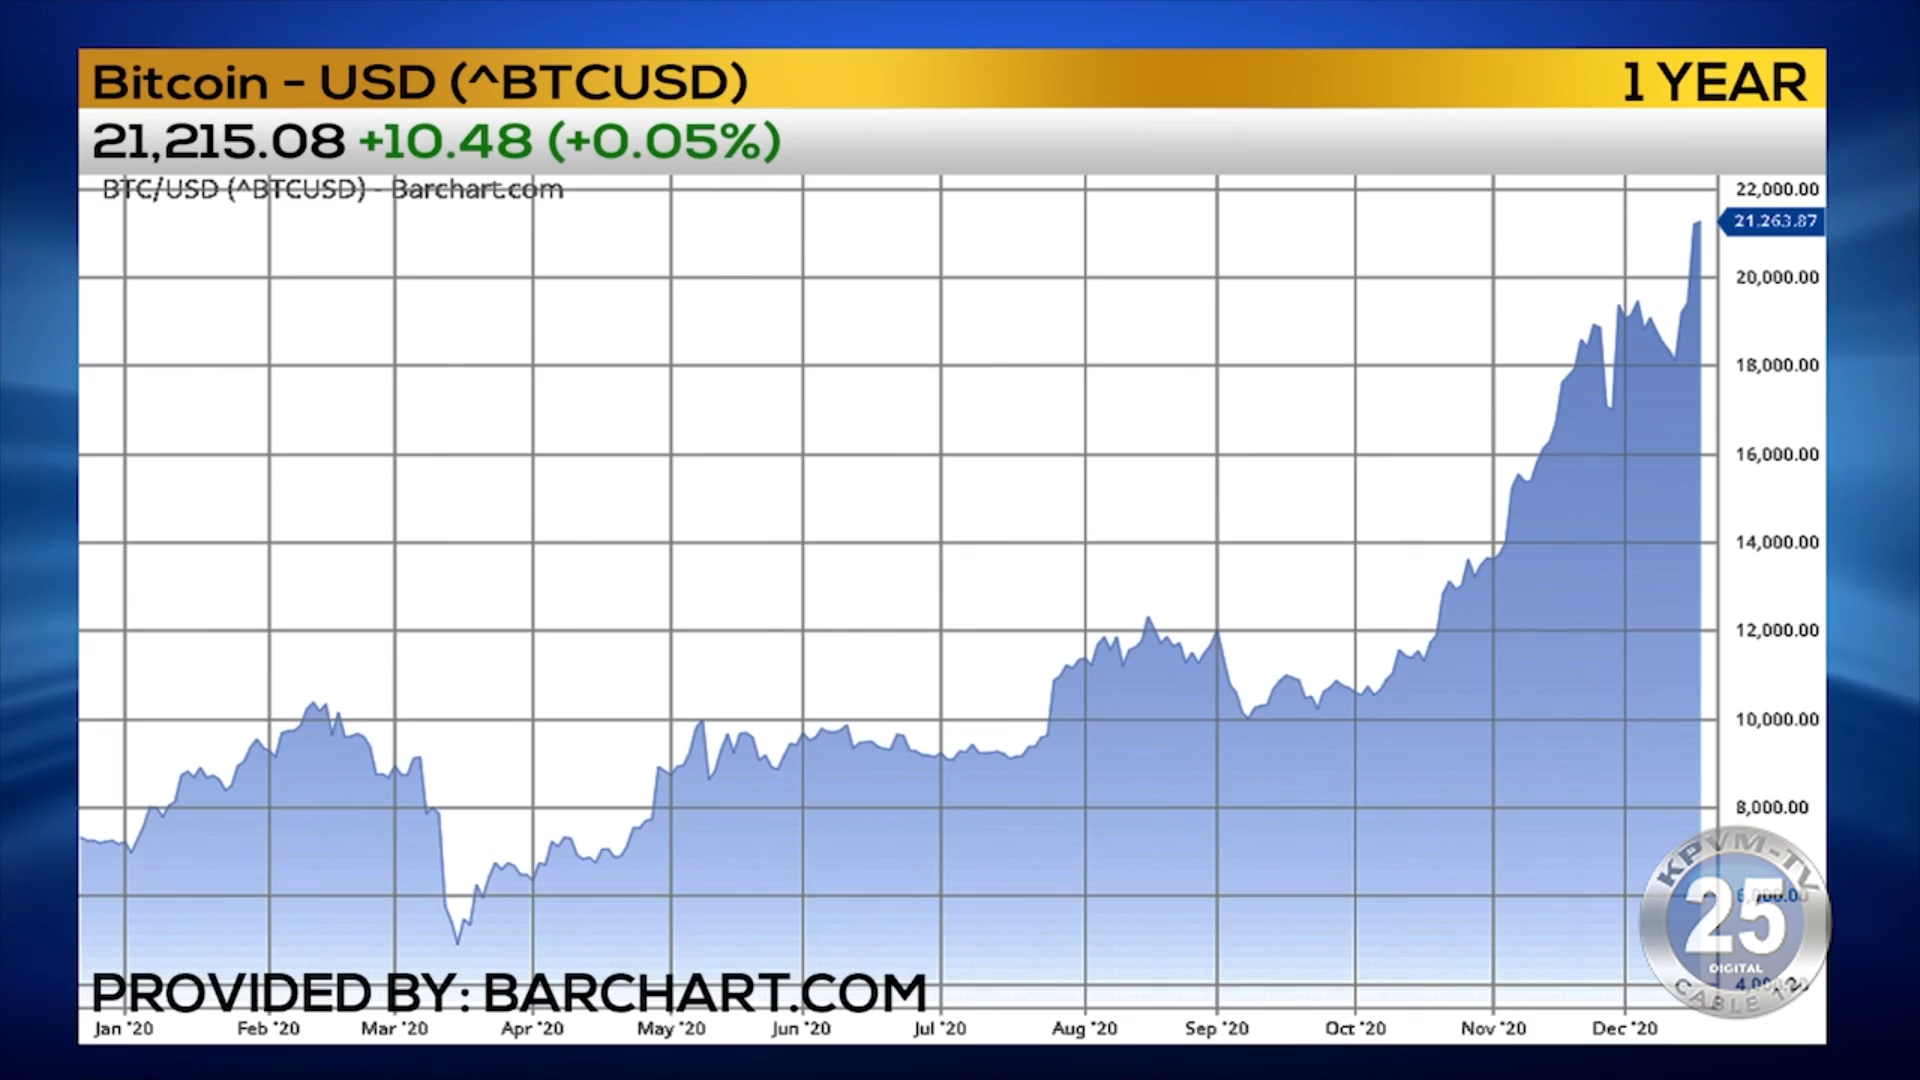 Bitcoin - USD (^BTCUSD) 1 YEAR
21,215.08 +10.48 (+0.05%)
BTC/USD (^BTCUSD) - Barchart.com
22,000.00
21,263.87
20,000.00
18,000.00
16,000.00
14,000.00
12,000.00
10,000.00
8,000.00
6,000.00
KPVM-TV
25
DIGITAL
CABLE
PROVIDED BY: BARCHART.COM
Jan '20 Feb '20 Mar '20 Apr '20 May '20 Jun '20 Jul '20 Aug '20 Sep '20 Oct '20 Nov '20 Dec '20